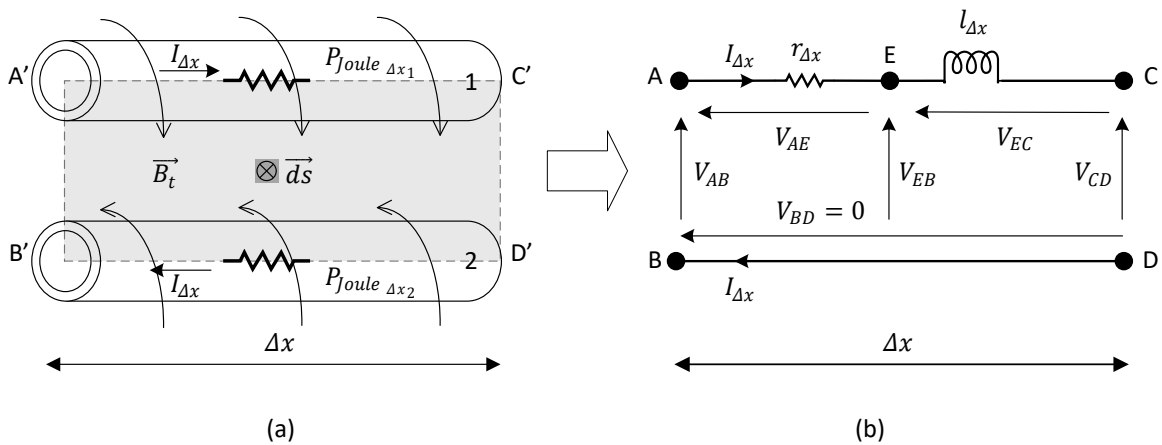 A' I_Δx P_Joule Δx1 1 C'
B_t ds
B' I_Δx P_Joule Δx2 2 D'
Δx
(a)
l_Δx
A I_Δx r_Δx E C
V_AE V_EC
V_AB V_EB V_CD
V_BD = 0
B I_Δx D
Δx
(b)